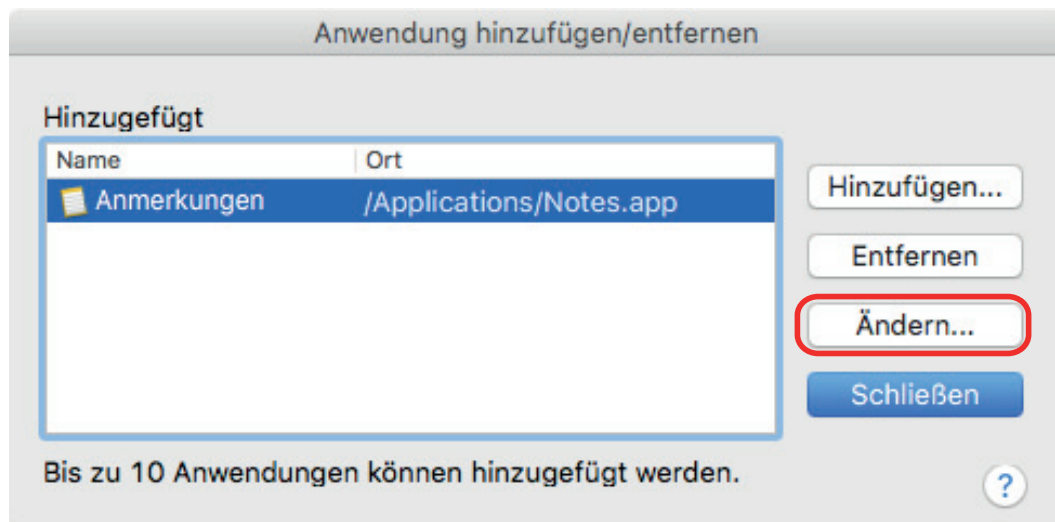 Anwendung hinzufügen/entfernen
Hinzugefügt
Name Ort
Anmerkungen /Applications/Notes.app
Hinzufügen...
Entfernen
Ändern...
Schließen
Bis zu 10 Anwendungen können hinzugefügt werden.
?